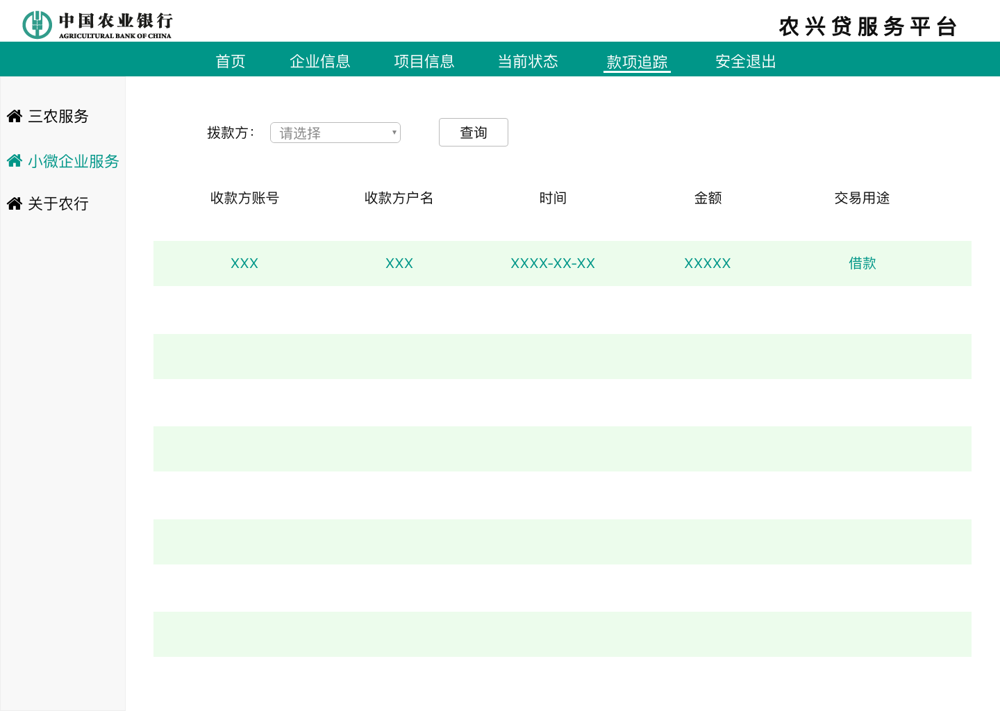 中国农业银行
AGRICULTURAL BANK OF CHINA
农兴贷服务平台
首页 企业信息 项目信息 当前状态 款项追踪 安全退出
三农服务
小微企业服务
关于农行
拨款方： 请选择 查询
收款方账号 收款方户名 时间 金额 交易用途
XXX XXX XXXX-XX-XX XXXXX 借款